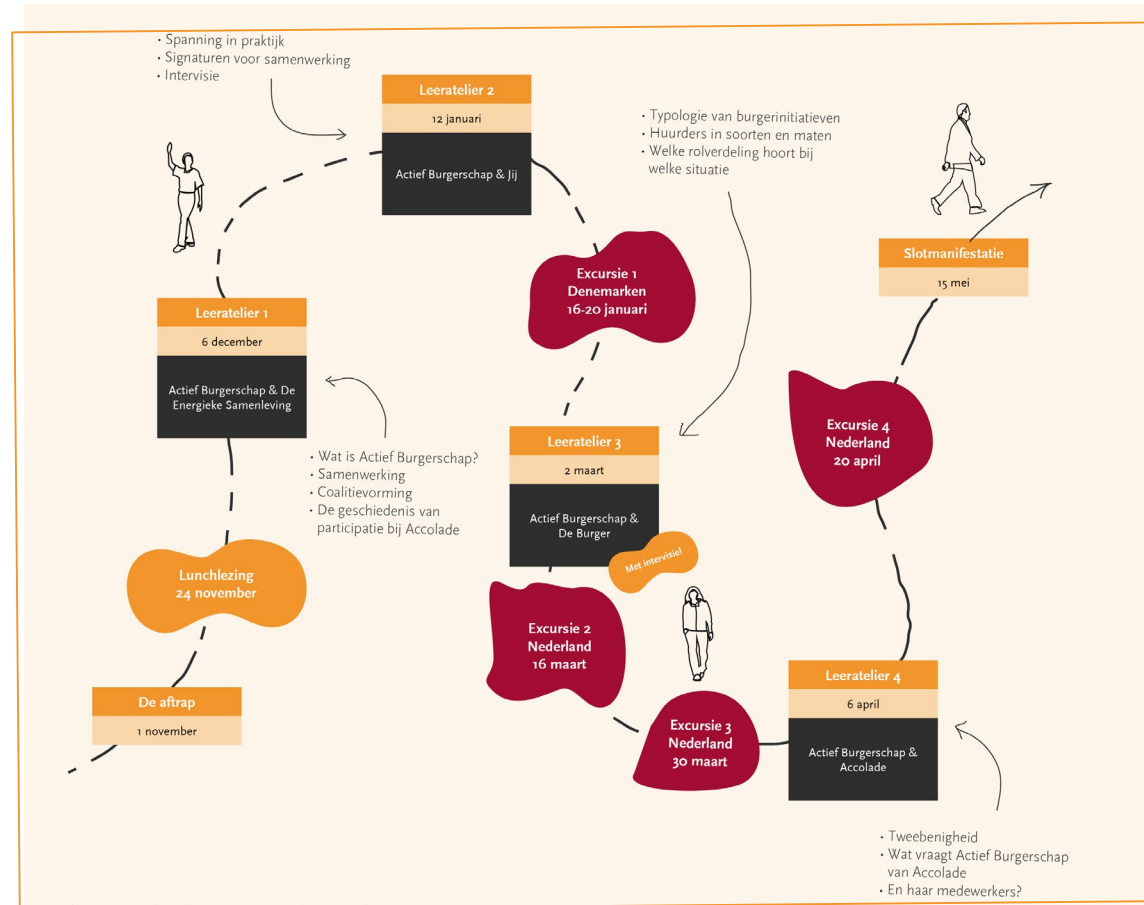 • Spanning in praktijk
• Signaturen voor samenwerking
• Intervisie
Leeratelier 2
12 januari
Actief Burgerschap & Jij
• Typologie van burgerinitiatieven
• Huurders in soorten en maten
• Welke rolverdeling hoort bij
welke situatie
Slotmanifestatie
15 mei
Excursie 1
Denemarken
16-20 januari
Leeratelier 1
6 december
Actief Burgerschap & De
Energieke Samenleving
• Wat is Actief Burgerschap?
• Samenwerking
• Coalitievorming
• De geschiedenis van
participatie bij Accolade
Leeratelier 3
2 maart
Actief Burgerschap &
De Burger
Met intervisie!
Excursie 4
Nederland
20 april
Lunchlezing
24 november
Excursie 2
Nederland
16 maart
De aftrap
1 november
Excursie 3
Nederland
30 maart
Leeratelier 4
6 april
Actief Burgerschap &
Accolade
• Tweebenigheid
• Wat vraagt Actief Burgerschap
van Accolade
• En haar medewerkers?